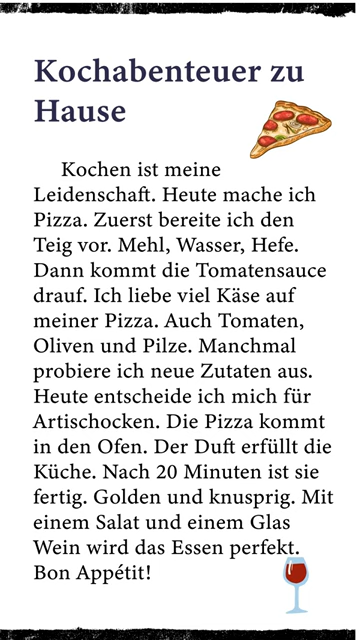 Kochabenteuer zu
Hause
Kochen ist meine
Leidenschaft. Heute mache ich
Pizza. Zuerst bereite ich den
Teig vor. Mehl, Wasser, Hefe.
Dann kommt die Tomatensauce
drauf. Ich liebe viel Käse auf
meiner Pizza. Auch Tomaten,
Oliven und Pilze. Manchmal
probiere ich neue Zutaten aus.
Heute entscheide ich mich für
Artischocken. Die Pizza kommt
in den Ofen. Der Duft erfüllt die
Küche. Nach 20 Minuten ist sie
fertig. Golden und knusprig. Mit
einem Salat und einem Glas
Wein wird das Essen perfekt.
Bon Appétit!